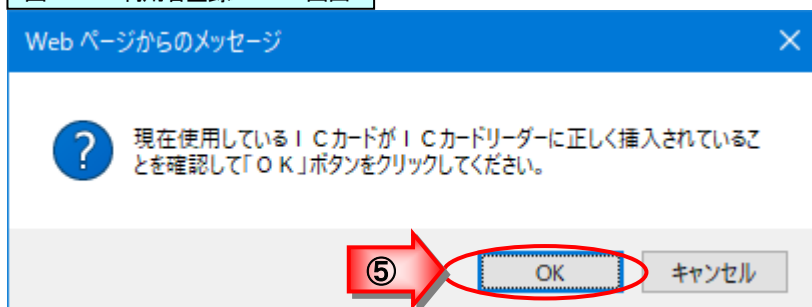 Web ページからのメッセージ
現在使用しているＩＣカードがＩＣカードリーダーに正しく挿入されているこ
とを確認して「ＯＫ」ボタンをクリックしてください。
⑤
OK
キャンセル